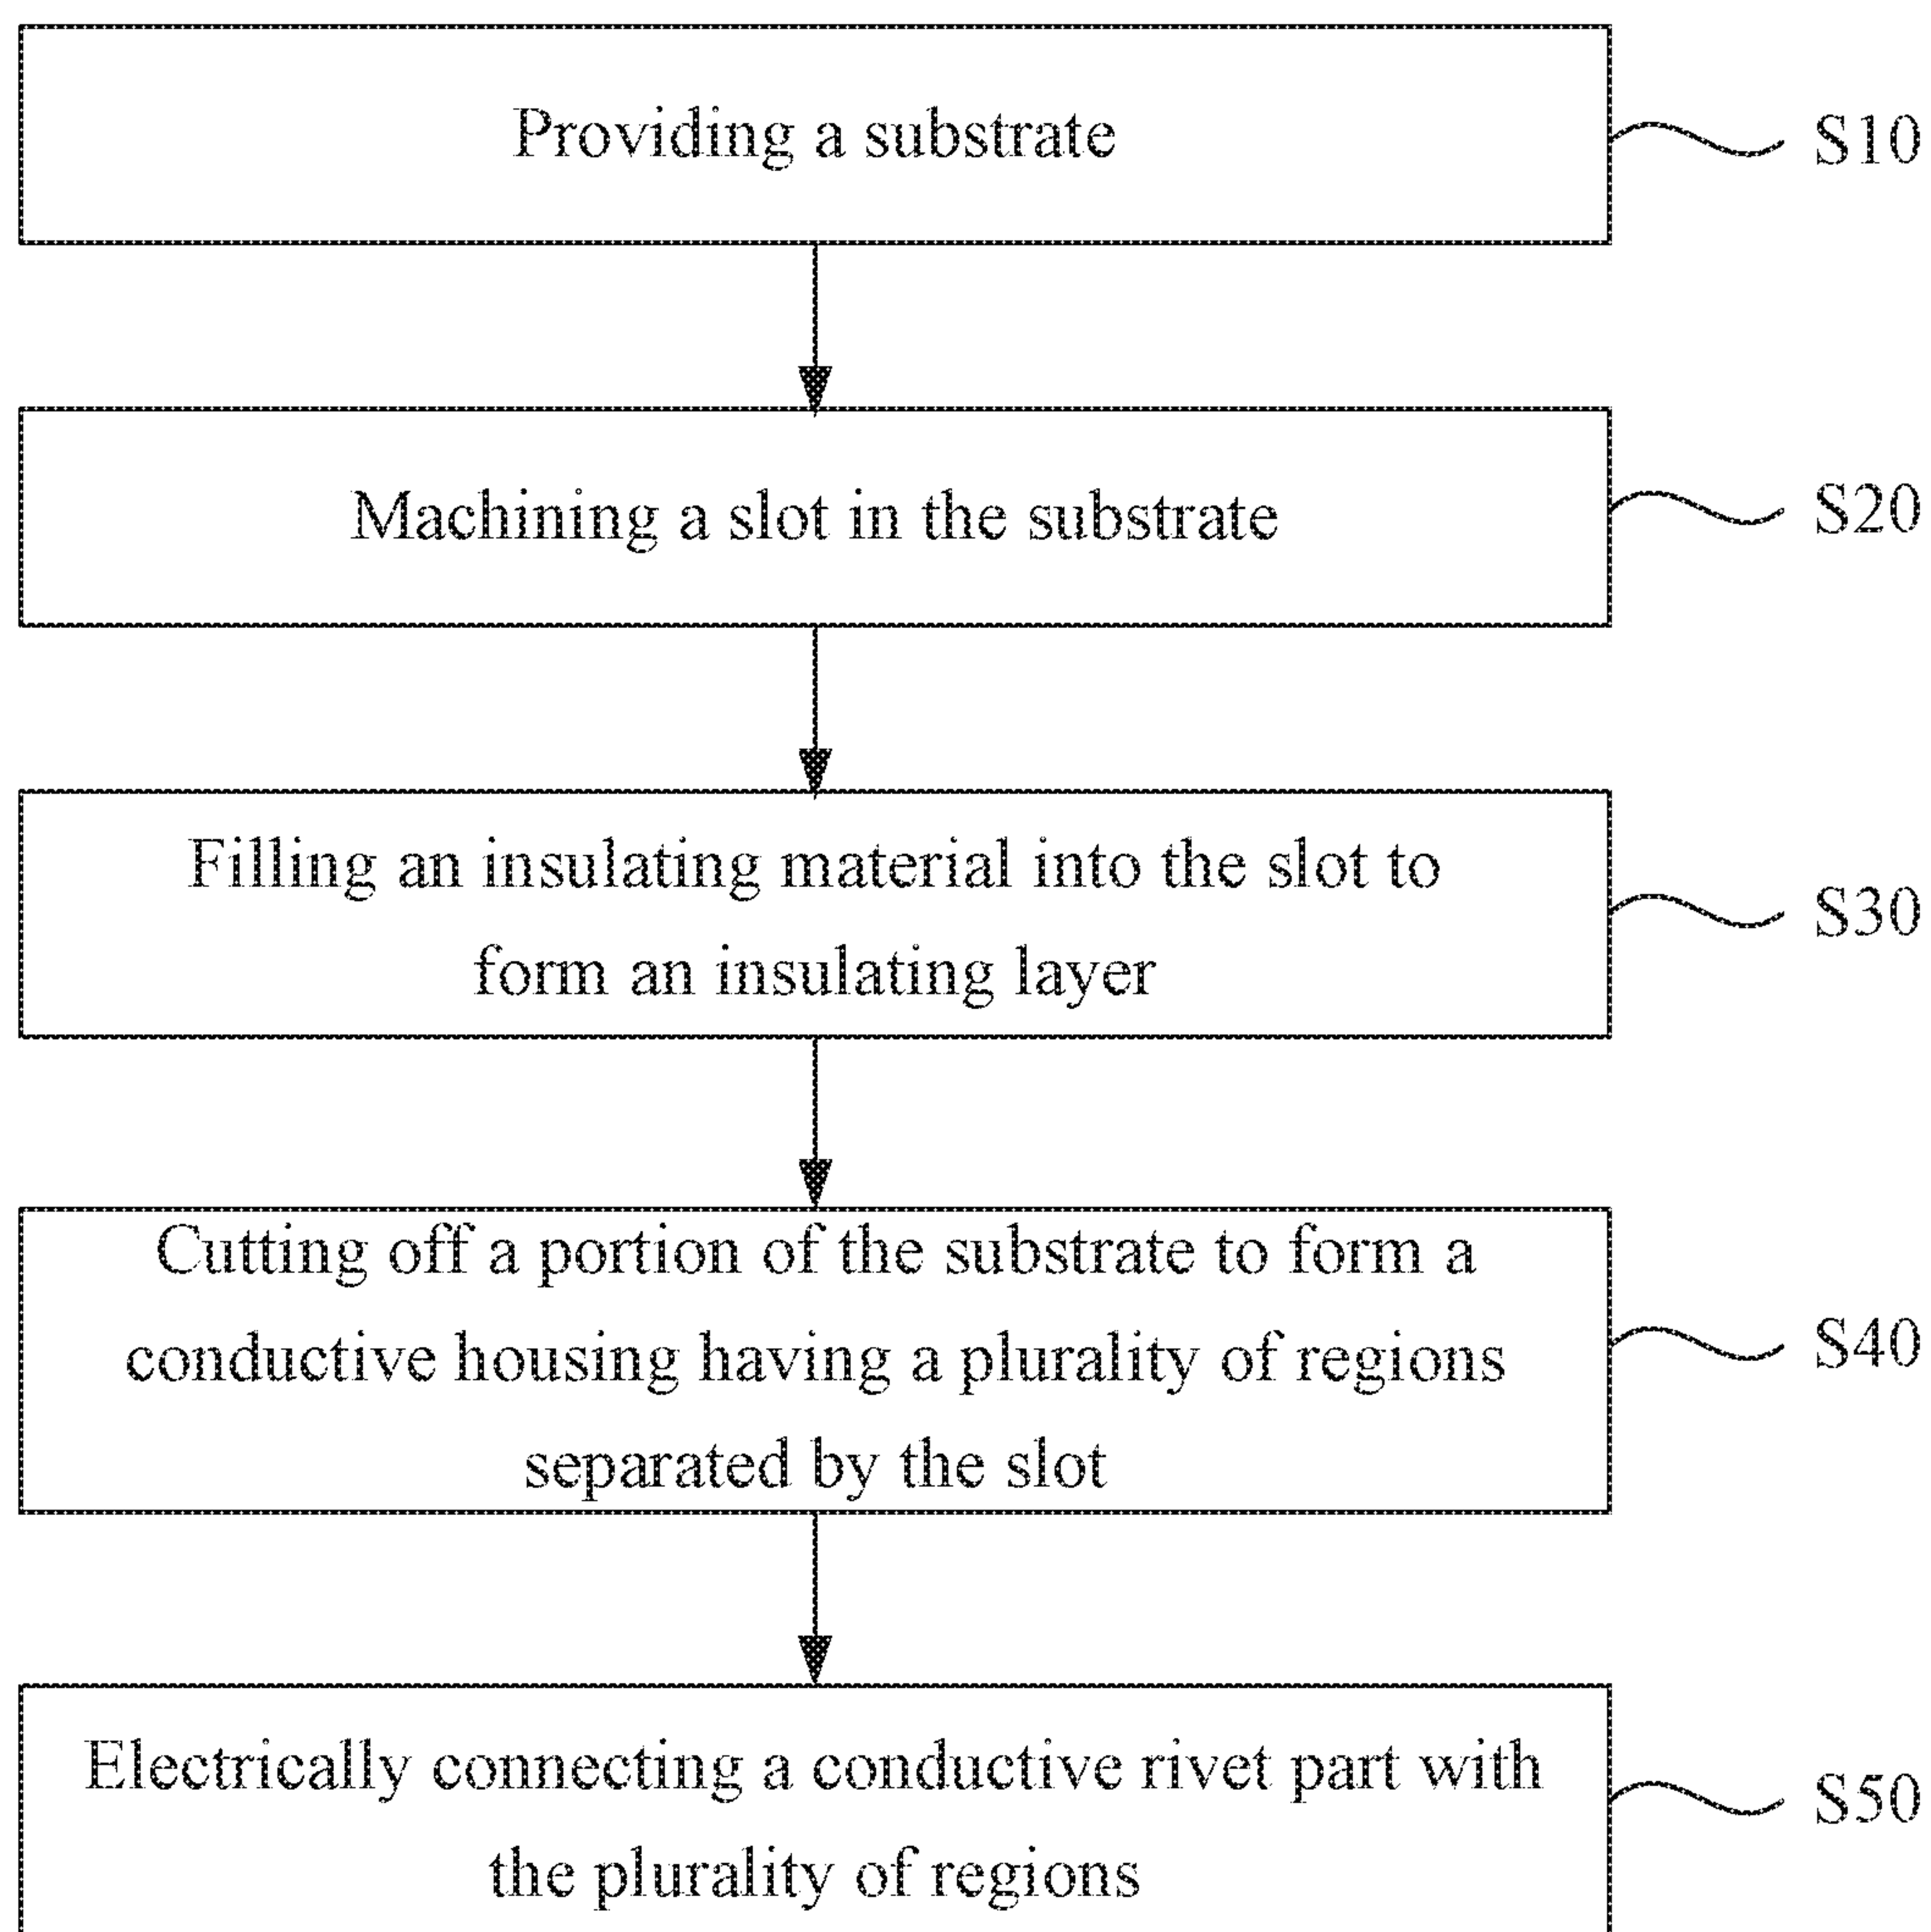 Providing a substrate
S10
Machining a slot in the substrate
S20
Filling an insulating material into the slot to
form an insulating layer
S30
Cutting off a portion of the substrate to form a
conductive housing having a plurality of regions
separated by the slot
S40
Electrically connecting a conductive rivet part with
the plurality of regions
S50